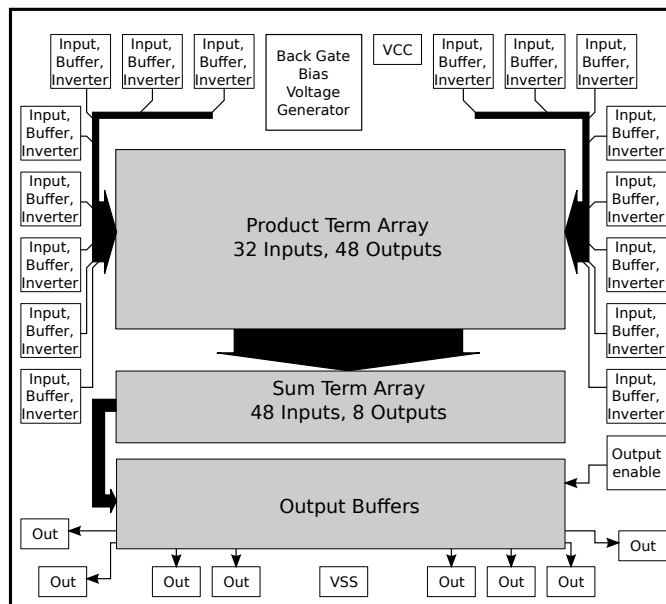 Input,
Buffer,
Inverter
Input,
Buffer,
Inverter
Input,
Buffer,
Inverter
Back Gate
Bias
Voltage
Generator
VCC
Input,
Buffer,
Inverter
Input,
Buffer,
Inverter
Input,
Buffer,
Inverter
Input,
Buffer,
Inverter
Input,
Buffer,
Inverter
Input,
Buffer,
Inverter
Input,
Buffer,
Inverter
Input,
Buffer,
Inverter
Product Term Array
32 Inputs, 48 Outputs
Input,
Buffer,
Inverter
Input,
Buffer,
Inverter
Input,
Buffer,
Inverter
Input,
Buffer,
Inverter
Input,
Buffer,
Inverter
Sum Term Array
48 Inputs, 8 Outputs
Output Buffers
Output
enable
Out
Out
Out
Out
VSS
Out
Out
Out
Out